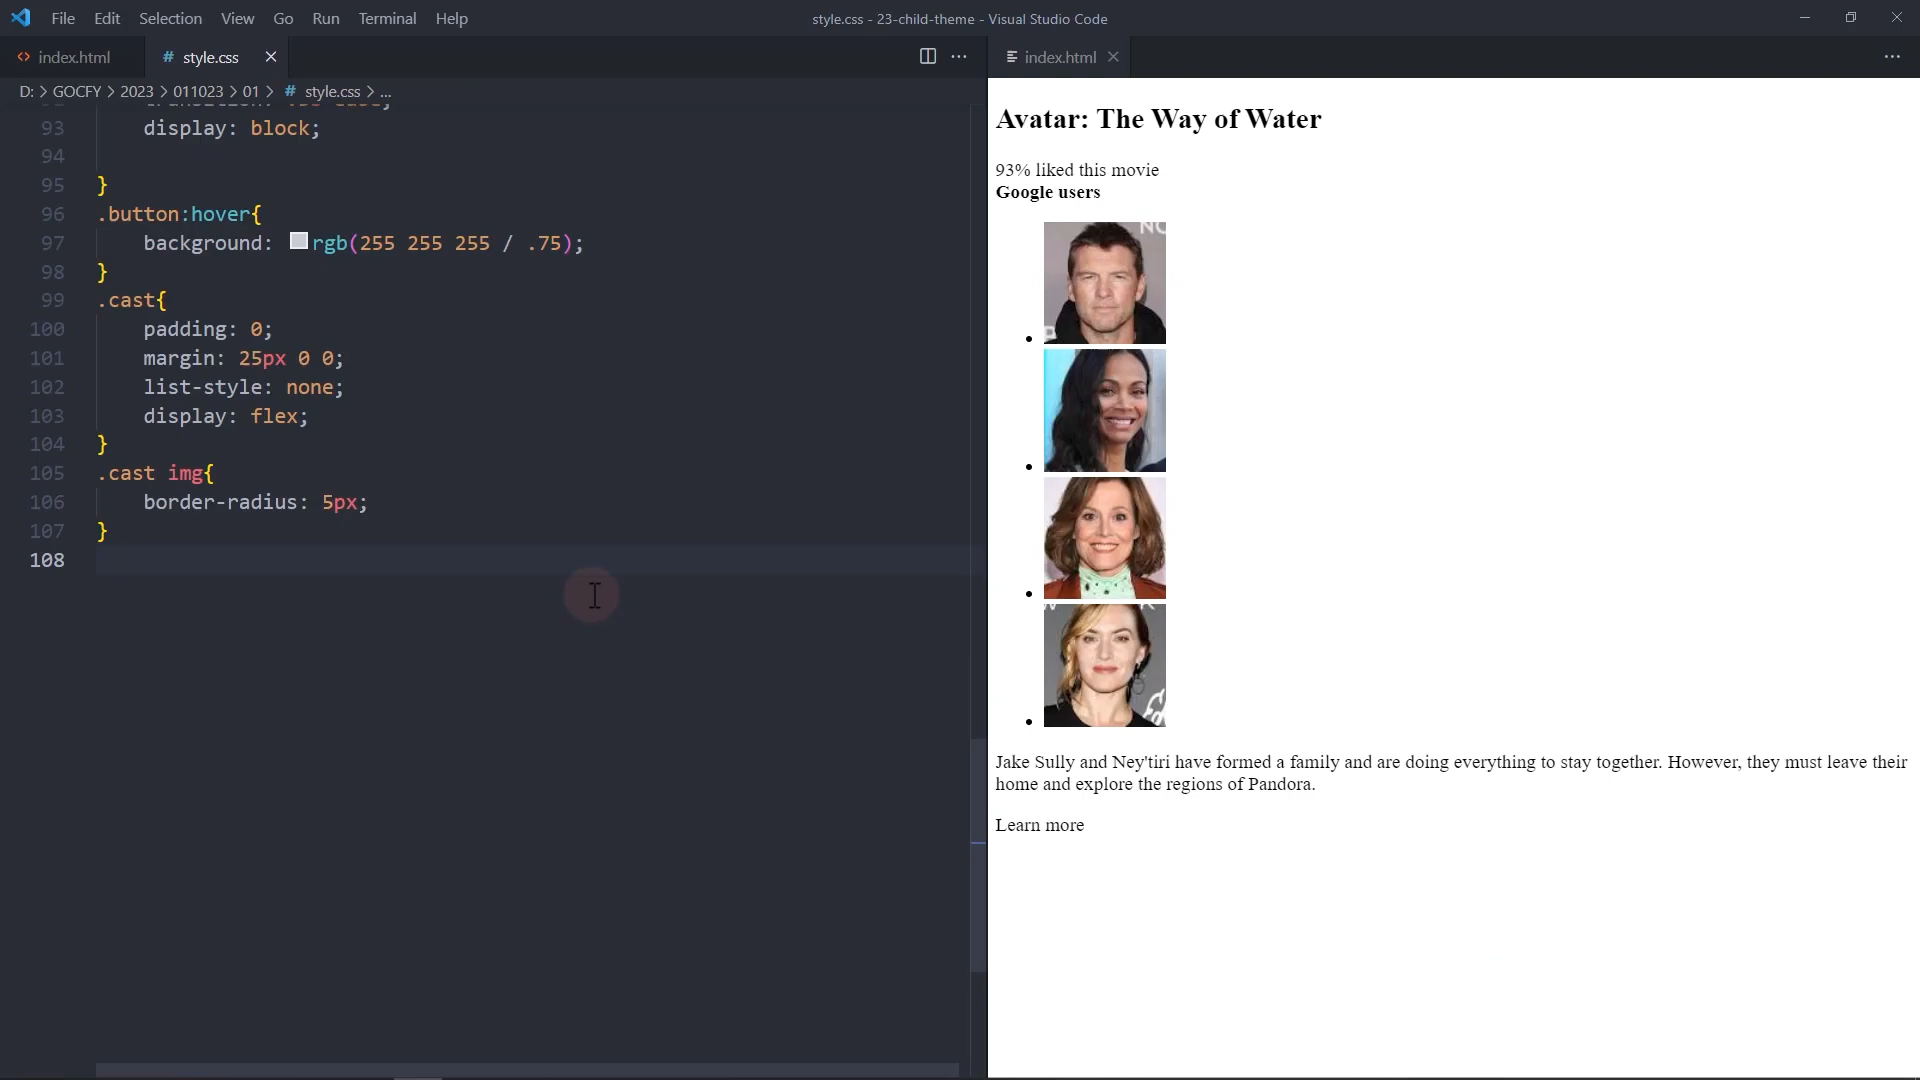 File Edit Selection View Go Run Terminal Help
style.css - 23-child-theme - Visual Studio Code
index.html
# style.css
index.html
D: > GOCFY > 2023 > 011023 > 01 > # style.css > ...
93 display: block;
94
95 }
96 .button:hover{
97 background: rgb(255 255 255 / .75);
98 }
99 .cast{
100 padding: 0;
101 margin: 25px 0 0;
102 list-style: none;
103 display: flex;
104 }
105 .cast img{
106 border-radius: 5px;
107 }
108
Avatar: The Way of Water
93% liked this movie
Google users
Jake Sully and Ney'tiri have formed a family and are doing everything to stay together. However, they must leave their
home and explore the regions of Pandora.
Learn more